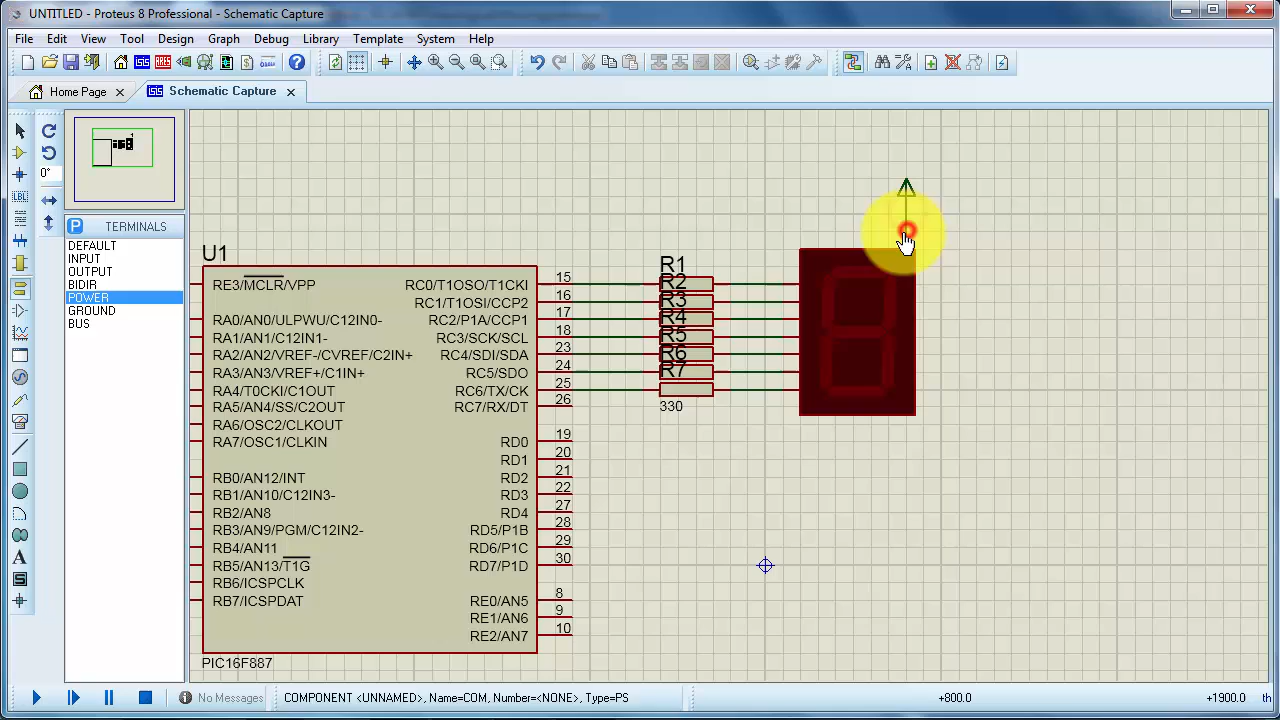 UNTITLED - Proteus 8 Professional - Schematic Capture
File Edit View Tool Design Graph Debug Library Template System Help
Home Page
Schematic Capture
0°
TERMINALS
DEFAULT
INPUT
OUTPUT
BIDIR
POWER
GROUND
BUS
U1
RE3/MCLR/VPP
RA0/AN0/ULPWU/C12IN0-
RA1/AN1/C12IN1-
RA2/AN2/VREF-/CVREF/C2IN+
RA3/AN3/VREF+/C1IN+
RA4/T0CKI/C1OUT
RA5/AN4/SS/C2OUT
RA6/OSC2/CLKOUT
RA7/OSC1/CLKIN
RB0/AN12/INT
RB1/AN10/C12IN3-
RB2/AN8
RB3/AN9/PGM/C12IN2-
RB4/AN11
RB5/AN13/T1G
RB6/ICSPCLK
RB7/ICSPDAT
RC0/T1OSO/T1CKI 15
RC1/T1OSI/CCP2 16
RC2/P1A/CCP1 17
RC3/SCK/SCL 18
RC4/SDI/SDA 23
RC5/SDO 24
RC6/TX/CK 25
RC7/RX/DT 26
RD0 19
RD1 20
RD2 21
RD3 22
RD4 27
RD5/P1B 28
RD6/P1C 29
RD7/P1D 30
RE0/AN5 8
RE1/AN6 9
RE2/AN7 10
PIC16F887
R1
R2
R3
R4
R5
R6
R7
330
No Messages
COMPONENT <UNNAMED>, Name=COM, Number=<NONE>, Type=PS
+800.0
+1900.0
th